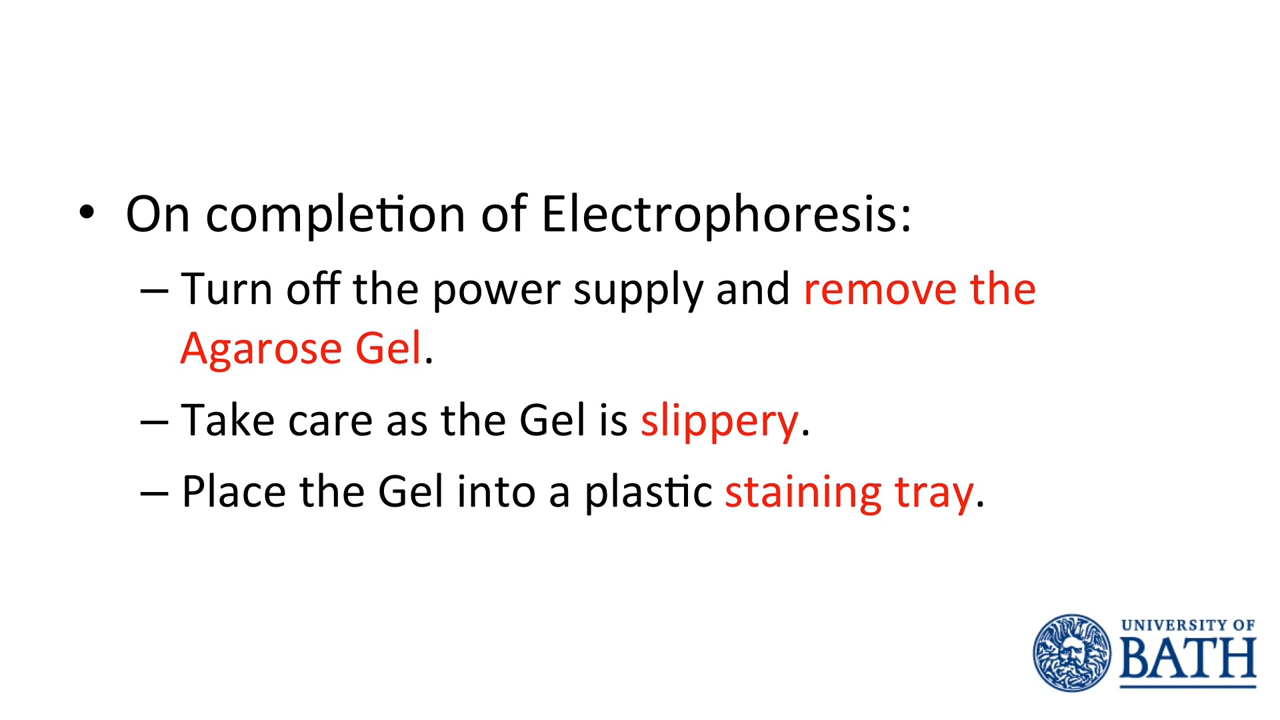 • On completion of Electrophoresis:
– Turn off the power supply and remove the
Agarose Gel.
– Take care as the Gel is slippery.
– Place the Gel into a plastic staining tray.
UNIVERSITY OF
BATH